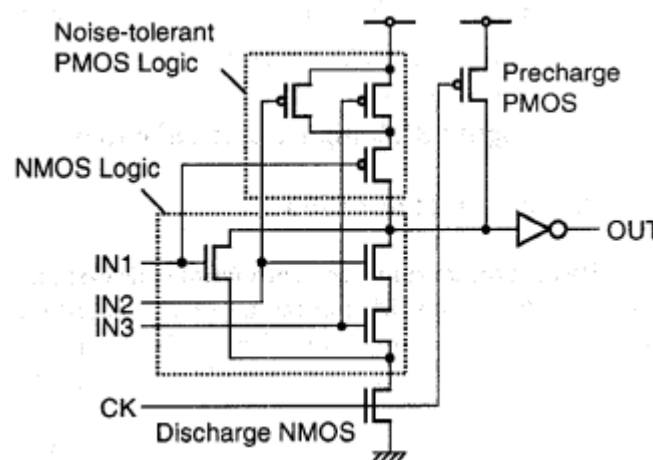 Noise-tolerant
PMOS Logic
Precharge
PMOS
NMOS Logic
OUT
IN1
IN2
IN3
CK
Discharge NMOS